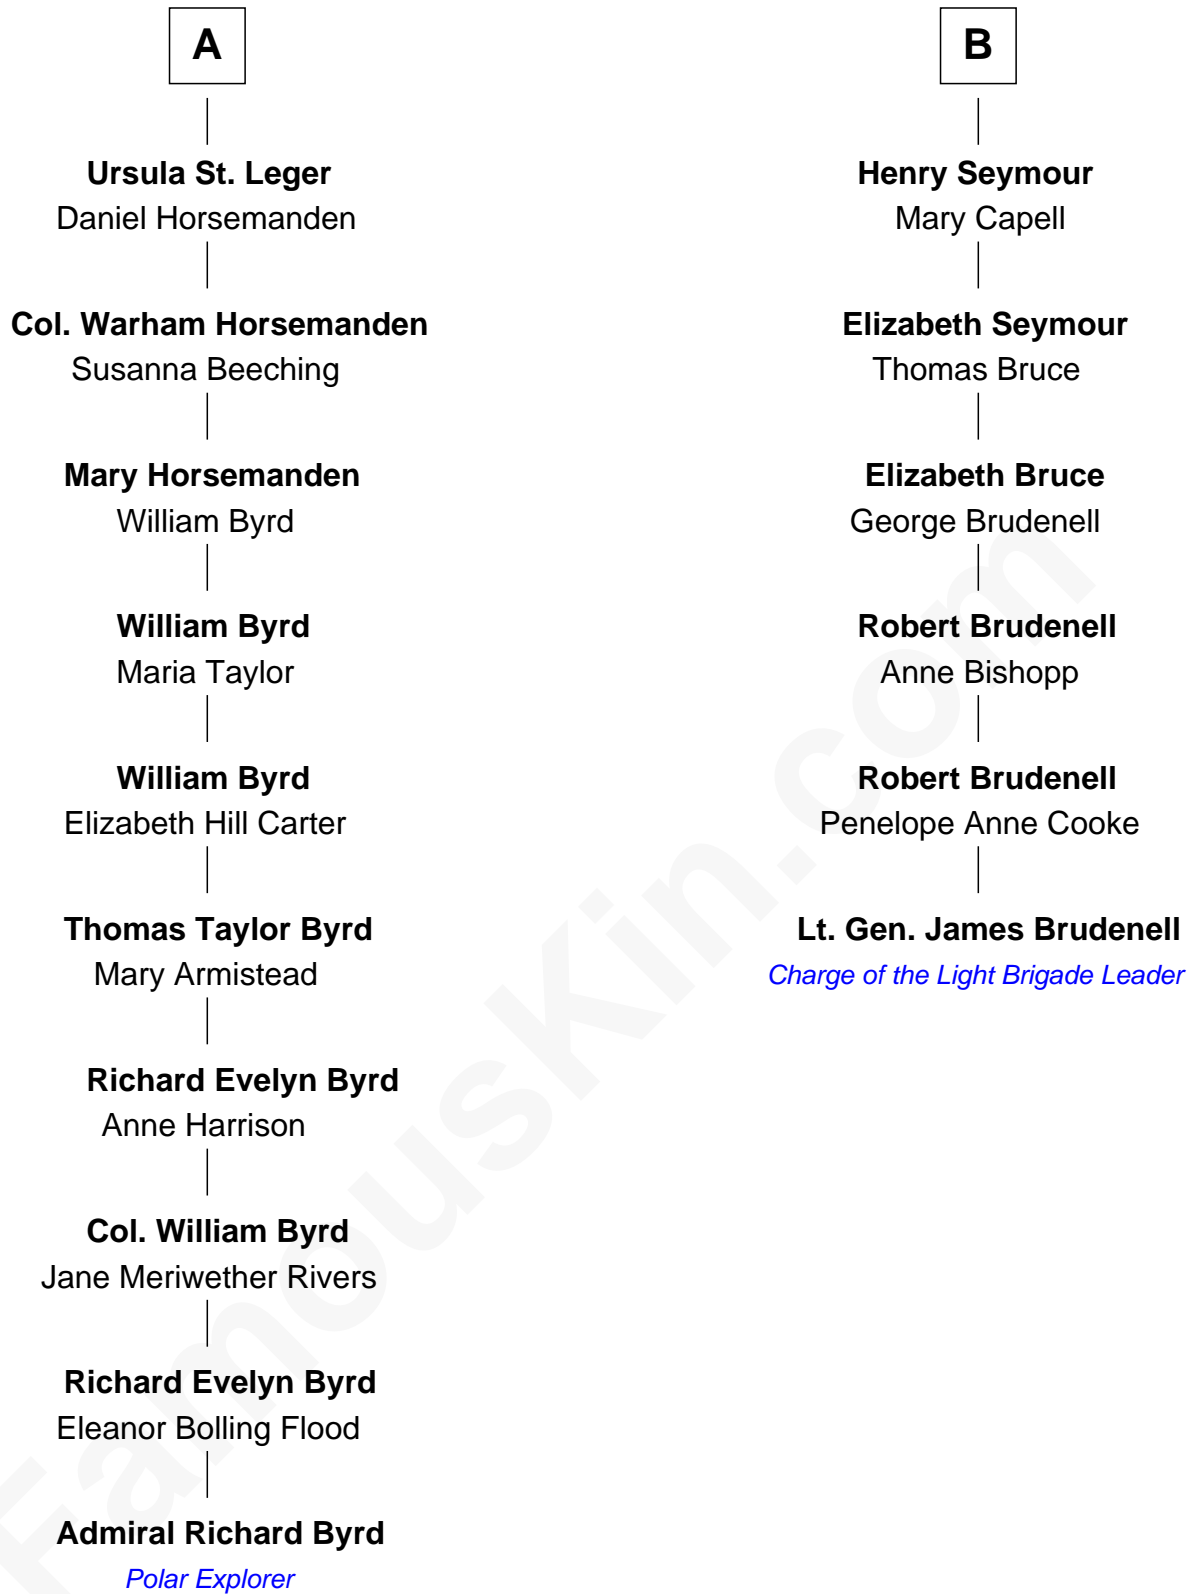 A
Ursula St. Leger
Daniel Horsemanden
Col. Warham Horsemanden
Susanna Beeching
Mary Horsemanden
William Byrd
William Byrd
Maria Taylor
William Byrd
Elizabeth Hill Carter
Thomas Taylor Byrd
Mary Armistead
Richard Evelyn Byrd
Anne Harrison
Col. William Byrd
Jane Meriwether Rivers
Richard Evelyn Byrd
Eleanor Bolling Flood
Admiral Richard Byrd
Polar Explorer
B
Henry Seymour
Mary Capell
Elizabeth Seymour
Thomas Bruce
Elizabeth Bruce
George Brudenell
Robert Brudenell
Anne Bishopp
Robert Brudenell
Penelope Anne Cooke
Lt. Gen. James Brudenell
Charge of the Light Brigade Leader
FamousKin.com